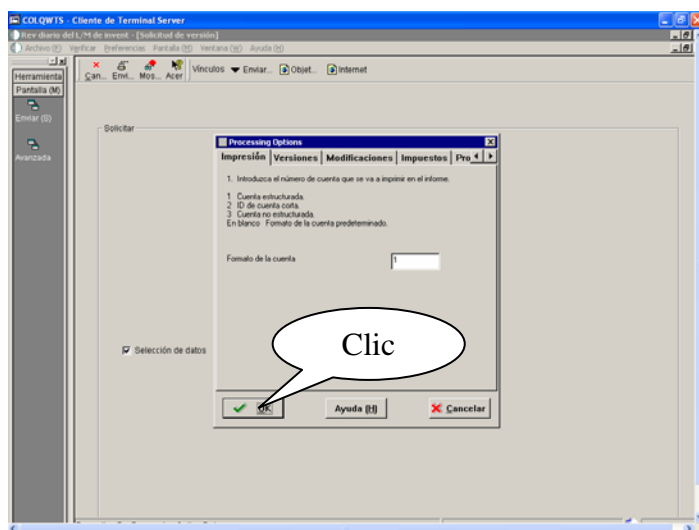 COLQWTS - Cliente de Terminal Server
Rev diario del L/M de invent - [Solicitud de versión]
Archivo (F) Verificar Preferencias Pantalla (M) Ventana (W) Ayuda (H)
Herramienta
Pantalla (M)
Enviar (S)
Avanzada
Can... Envi... Mos... Acer Vínculos Enviar... Objet... Internet
Solicitar
Processing Options
Impresión Versiones Modificaciones Impuestos Pro
1. Introduzca el número de cuenta que se va a imprimir en el informe.
1 Cuenta estructurada.
2 ID de cuenta corta.
3 Cuenta no estructurada.
En blanco Formato de la cuenta predeterminado.
Formato de la cuenta 1
Selección de datos
Clic
OK Ayuda (H) Cancelar